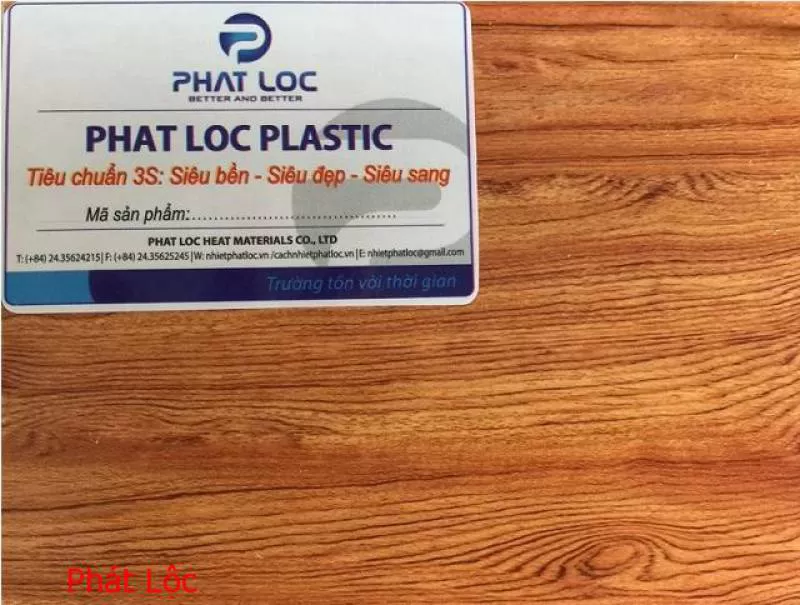 PHAT LOC
BETTER AND BETTER
PHAT LOC PLASTIC
Tiêu chuẩn 3S: Siêu bền - Siêu đẹp - Siêu sang
Mã sản phẩm:........................................
PHAT LOC HEAT MATERIALS CO., LTD
T: (+84) 24.35624215| F: (+84) 24.35625245| W: nhietphatloc.vn /cachnhietphatloc.vn | E: nhietphatloc@gmail.com
Trường tồn với thời gian
Phát Lộc